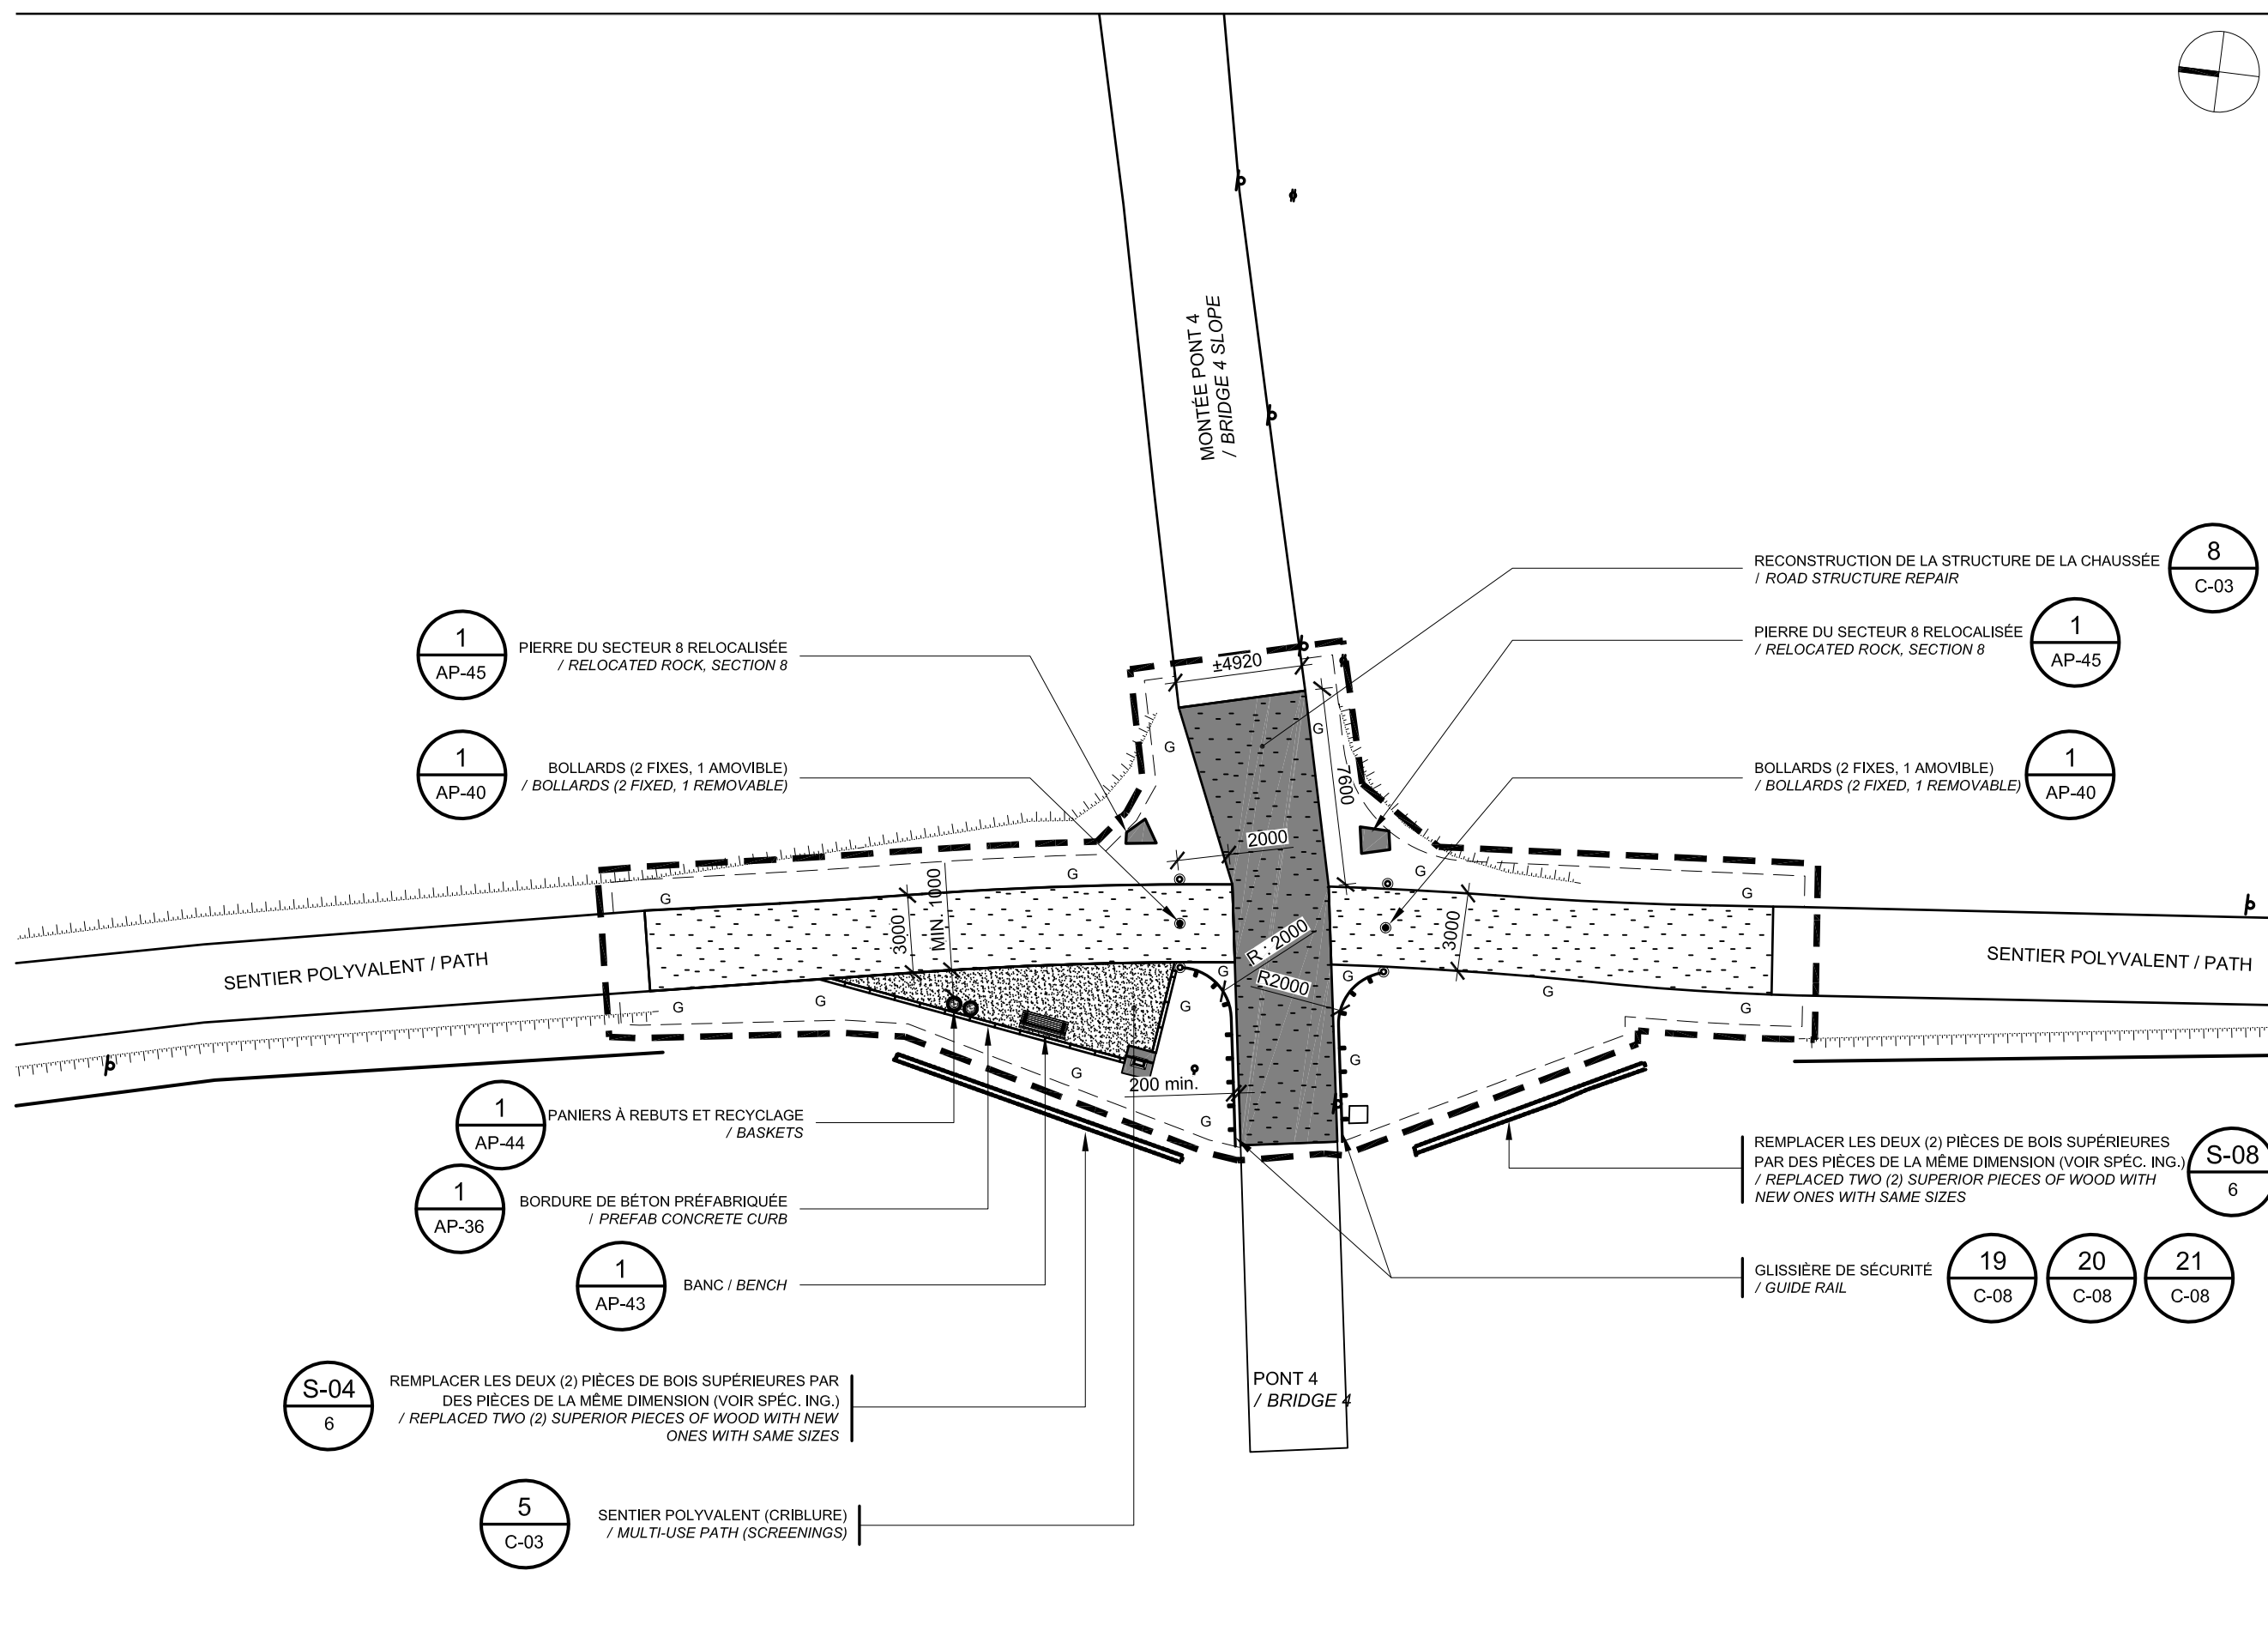 MONTÉE PONT 4
/ BRIDGE 4 SLOPE
RECONSTRUCTION DE LA STRUCTURE DE LA CHAUSSÉE
/ ROAD STRUCTURE REPAIR
8
C-03
PIERRE DU SECTEUR 8 RELOCALISÉE
/ RELOCATED ROCK, SECTION 8
1
AP-45
1
AP-45
PIERRE DU SECTEUR 8 RELOCALISÉE
/ RELOCATED ROCK, SECTION 8
±4920
G
G
7600
1
AP-40
BOLLARDS (2 FIXES, 1 AMOVIBLE)
/ BOLLARDS (2 FIXED, 1 REMOVABLE)
BOLLARDS (2 FIXES, 1 AMOVIBLE)
/ BOLLARDS (2 FIXED, 1 REMOVABLE)
1
AP-40
2000
G
G
G
G
3000
MIN. 1000
R : 2000
R2000
3000
SENTIER POLYVALENT / PATH
SENTIER POLYVALENT / PATH
G
G
G
G
G
G
G
G
G
200 min.
G
1
AP-44
PANIERS À REBUTS ET RECYCLAGE
/ BASKETS
1
AP-36
BORDURE DE BÉTON PRÉFABRIQUÉE
/ PREFAB CONCRETE CURB
REMPLACER LES DEUX (2) PIÈCES DE BOIS SUPÉRIEURES
PAR DES PIÈCES DE LA MÊME DIMENSION (VOIR SPÉC. ING.)
/ REPLACED TWO (2) SUPERIOR PIECES OF WOOD WITH
NEW ONES WITH SAME SIZES
S-08
6
1
AP-43
BANC / BENCH
GLISSIÈRE DE SÉCURITÉ
/ GUIDE RAIL
19
C-08
20
C-08
21
C-08
S-04
6
REMPLACER LES DEUX (2) PIÈCES DE BOIS SUPÉRIEURES PAR
DES PIÈCES DE LA MÊME DIMENSION (VOIR SPÉC. ING.)
/ REPLACED TWO (2) SUPERIOR PIECES OF WOOD WITH NEW
ONES WITH SAME SIZES
PONT 4
/ BRIDGE 4
5
C-03
SENTIER POLYVALENT (CRIBLURE)
/ MULTI-USE PATH (SCREENINGS)